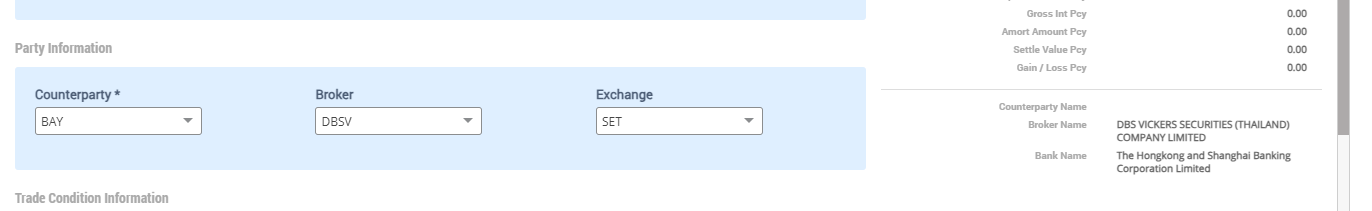 Gross Int Pcy 0.00
Amort Amount Pcy 0.00
Settle Value Pcy 0.00
Gain / Loss Pcy 0.00
Party Information
Counterparty * Broker Exchange
BAY DBSV SET
Counterparty Name
Broker Name DBS VICKERS SECURITIES (THAILAND)
COMPANY LIMITED
Bank Name The Hongkong and Shanghai Banking
Corporation Limited
Trade Condition Information